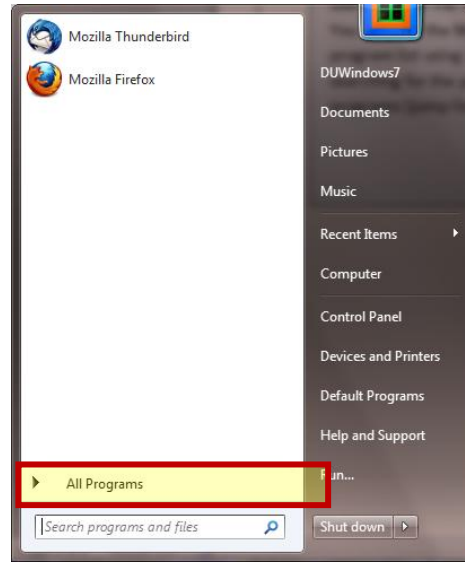 Mozilla Thunderbird
Mozilla Firefox
All Programs
Search programs and files
DUWindows7
Documents
Pictures
Music
Recent Items
Computer
Control Panel
Devices and Printers
Default Programs
Help and Support
Run...
Shut down